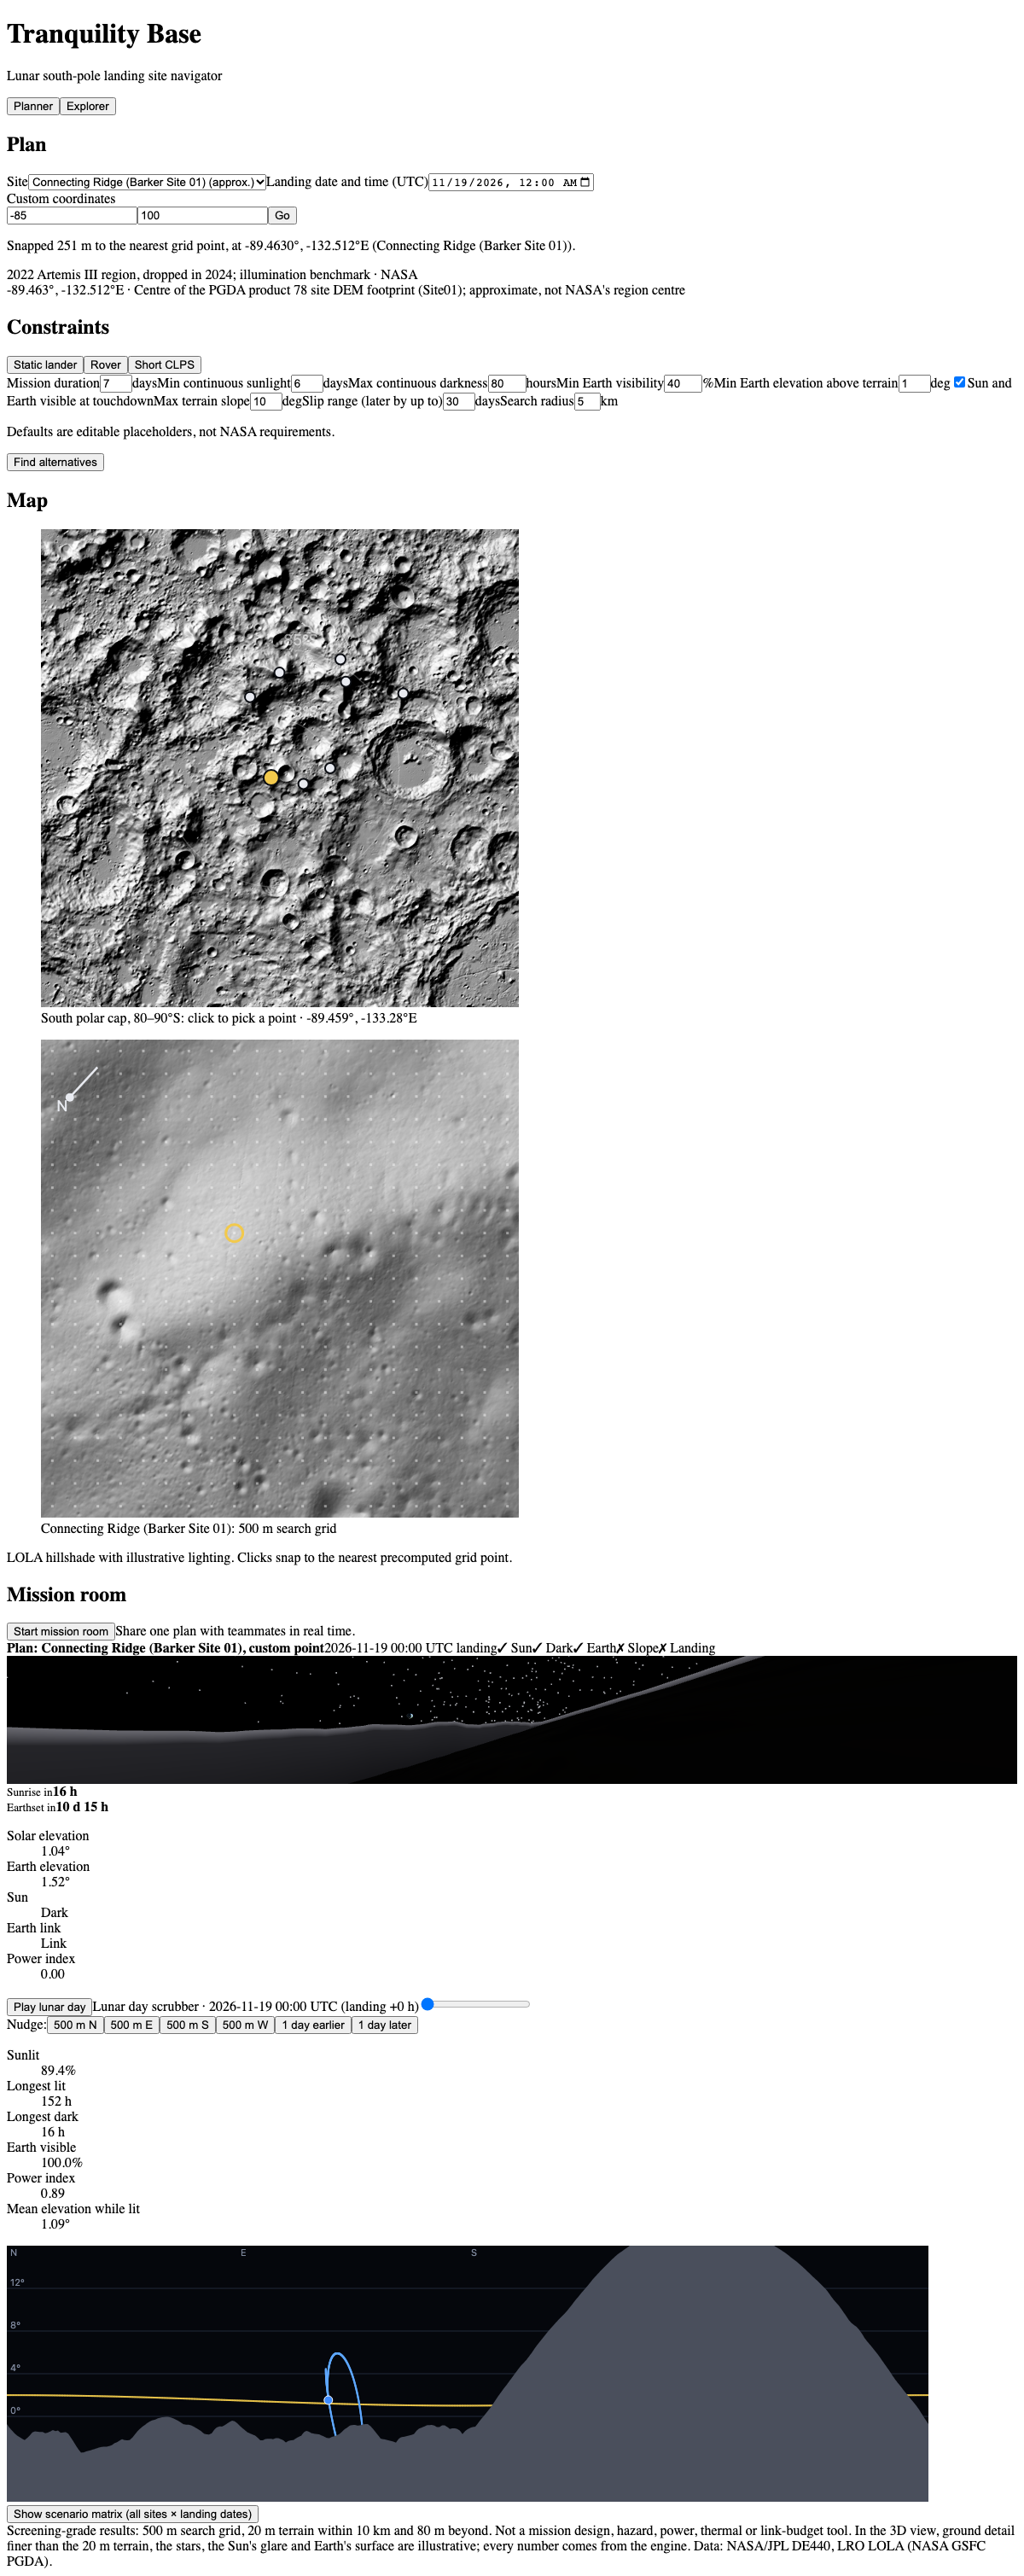 Tranquility Base
Lunar south-pole landing site navigator
Planner Explorer
Plan
Site Connecting Ridge (Barker Site 01) (approx.) Landing date and time (UTC) 11/19/2026, 12:00 AM
Custom coordinates
-85 100 Go
Snapped 251 m to the nearest grid point, at -89.4630°, -132.512°E (Connecting Ridge (Barker Site 01)).
2022 Artemis III region, dropped in 2024; illumination benchmark · NASA
-89.463°, -132.512°E · Centre of the PGDA product 78 site DEM footprint (Site01); approximate, not NASA's region centre
Constraints
Static lander Rover Short CLPS
Mission duration 7 days Min continuous sunlight 6 days Max continuous darkness 80 hours Min Earth visibility 40 % Min Earth elevation above terrain 1 deg Sun and
Earth visible at touchdown Max terrain slope 10 deg Slip range (later by up to) 30 days Search radius 5 km
Defaults are editable placeholders, not NASA requirements.
Find alternatives
Map
85°S
South polar cap, 80–90°S: click to pick a point · -89.459°, -133.28°E
N
Connecting Ridge (Barker Site 01): 500 m search grid
LOLA hillshade with illustrative lighting. Clicks snap to the nearest precomputed grid point.
Mission room
Start mission room Share one plan with teammates in real time.
Plan: Connecting Ridge (Barker Site 01), custom point 2026-11-19 00:00 UTC landing ✓ Sun ✓ Dark ✓ Earth ✗ Slope ✗ Landing
Sunrise in 16 h
Earthset in 10 d 15 h
Solar elevation
1.04°
Earth elevation
1.52°
Sun
Dark
Earth link
Link
Power index
0.00
Play lunar day Lunar day scrubber · 2026-11-19 00:00 UTC (landing +0 h)
Nudge: 500 m N 500 m E 500 m S 500 m W 1 day earlier 1 day later
Sunlit
89.4%
Longest lit
152 h
Longest dark
16 h
Earth visible
100.0%
Power index
0.89
Mean elevation while lit
1.09°
N E S
12°
8°
4°
0°
Show scenario matrix (all sites × landing dates)
Screening-grade results: 500 m search grid, 20 m terrain within 10 km and 80 m beyond. Not a mission design, hazard, power, thermal or link-budget tool. In the 3D view, ground detail
finer than the 20 m terrain, the stars, the Sun's glare and Earth's surface are illustrative; every number comes from the engine. Data: NASA/JPL DE440, LRO LOLA (NASA GSFC
PGDA).